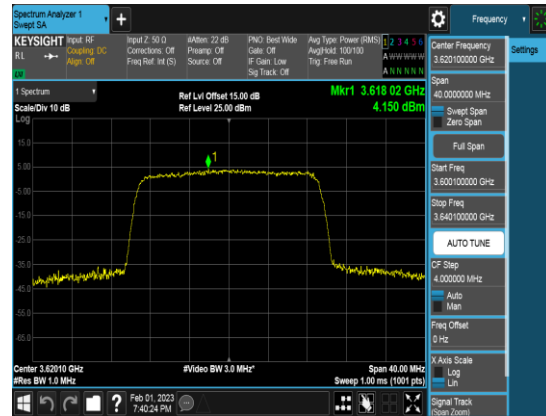 Spectrum Analyzer 1
Swept SA
+
Frequency
KEYSIGHT
Input: RF
Input Z: 50 Ω
#Atten: 22 dB
PNO: Best Wide
Avg Type: Power (RMS)
1 2 3 4 5 6
RL
Coupling: DC
Corrections: Off
Preamp: Off
Gate: Off
Avg|Hold: 100/100
A W W W W W
Align: Off
Freq Ref: Int (S)
Source: Off
IF Gain: Low
Trig: Free Run
Sig Track: Off
A N N N N N
1 Spectrum
Ref Lvl Offset 15.00 dB
Mkr1 3.618 02 GHz
Scale/Div 10 dB
Ref Level 25.00 dBm
4.150 dBm
Log
15.0
5.00
-5.00
-15.0
-25.0
-35.0
-45.0
-55.0
-65.0
1
Center 3.62010 GHz
#Video BW 3.0 MHz*
Span 40.00 MHz
#Res BW 1.0 MHz
Sweep 1.00 ms (1001 pts)
Feb 01, 2023
7:40:24 PM
?
Center Frequency
3.620100000 GHz
Settings
Span
40.0000000 MHz
Swept Span
Zero Span
Full Span
Start Freq
3.600100000 GHz
Stop Freq
3.640100000 GHz
AUTO TUNE
CF Step
4.000000 MHz
Auto
Man
Freq Offset
0 Hz
X Axis Scale
Log
Lin
Signal Track
(Span Zoom)